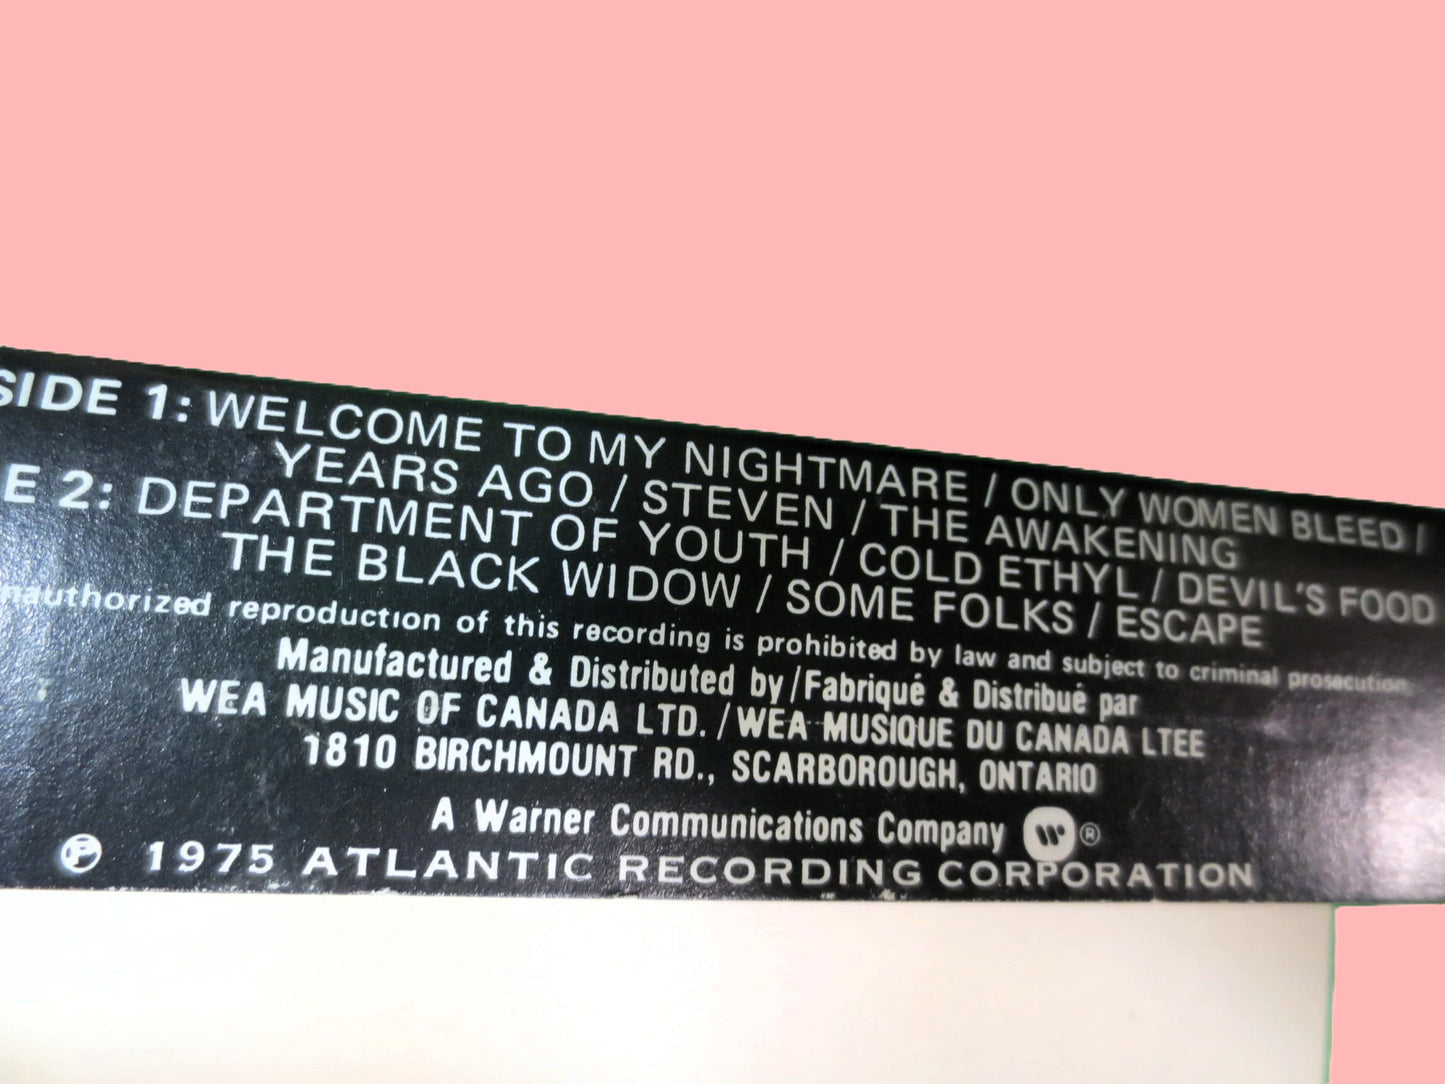 SIDE 1: WELCOME TO MY NIGHTMARE / ONLY WOMEN BLEED /
YEARS AGO / STEVEN / THE AWAKENING
E 2: DEPARTMENT OF YOUTH / COLD ETHYL / DEVIL'S FOOD
THE BLACK WIDOW / SOME FOLKS / ESCAPE
nauthorized reproduction of this recording is prohibited by law and subject to criminal prosecution.
Manufactured & Distributed by/Fabriqué & Distribué par
WEA MUSIC OF CANADA LTD. / WEA MUSIQUE DU CANADA LTEE
1810 BIRCHMOUNT RD., SCARBOROUGH, ONTARIO
A Warner Communications Company W ®
℗ 1975 ATLANTIC RECORDING CORPORATION